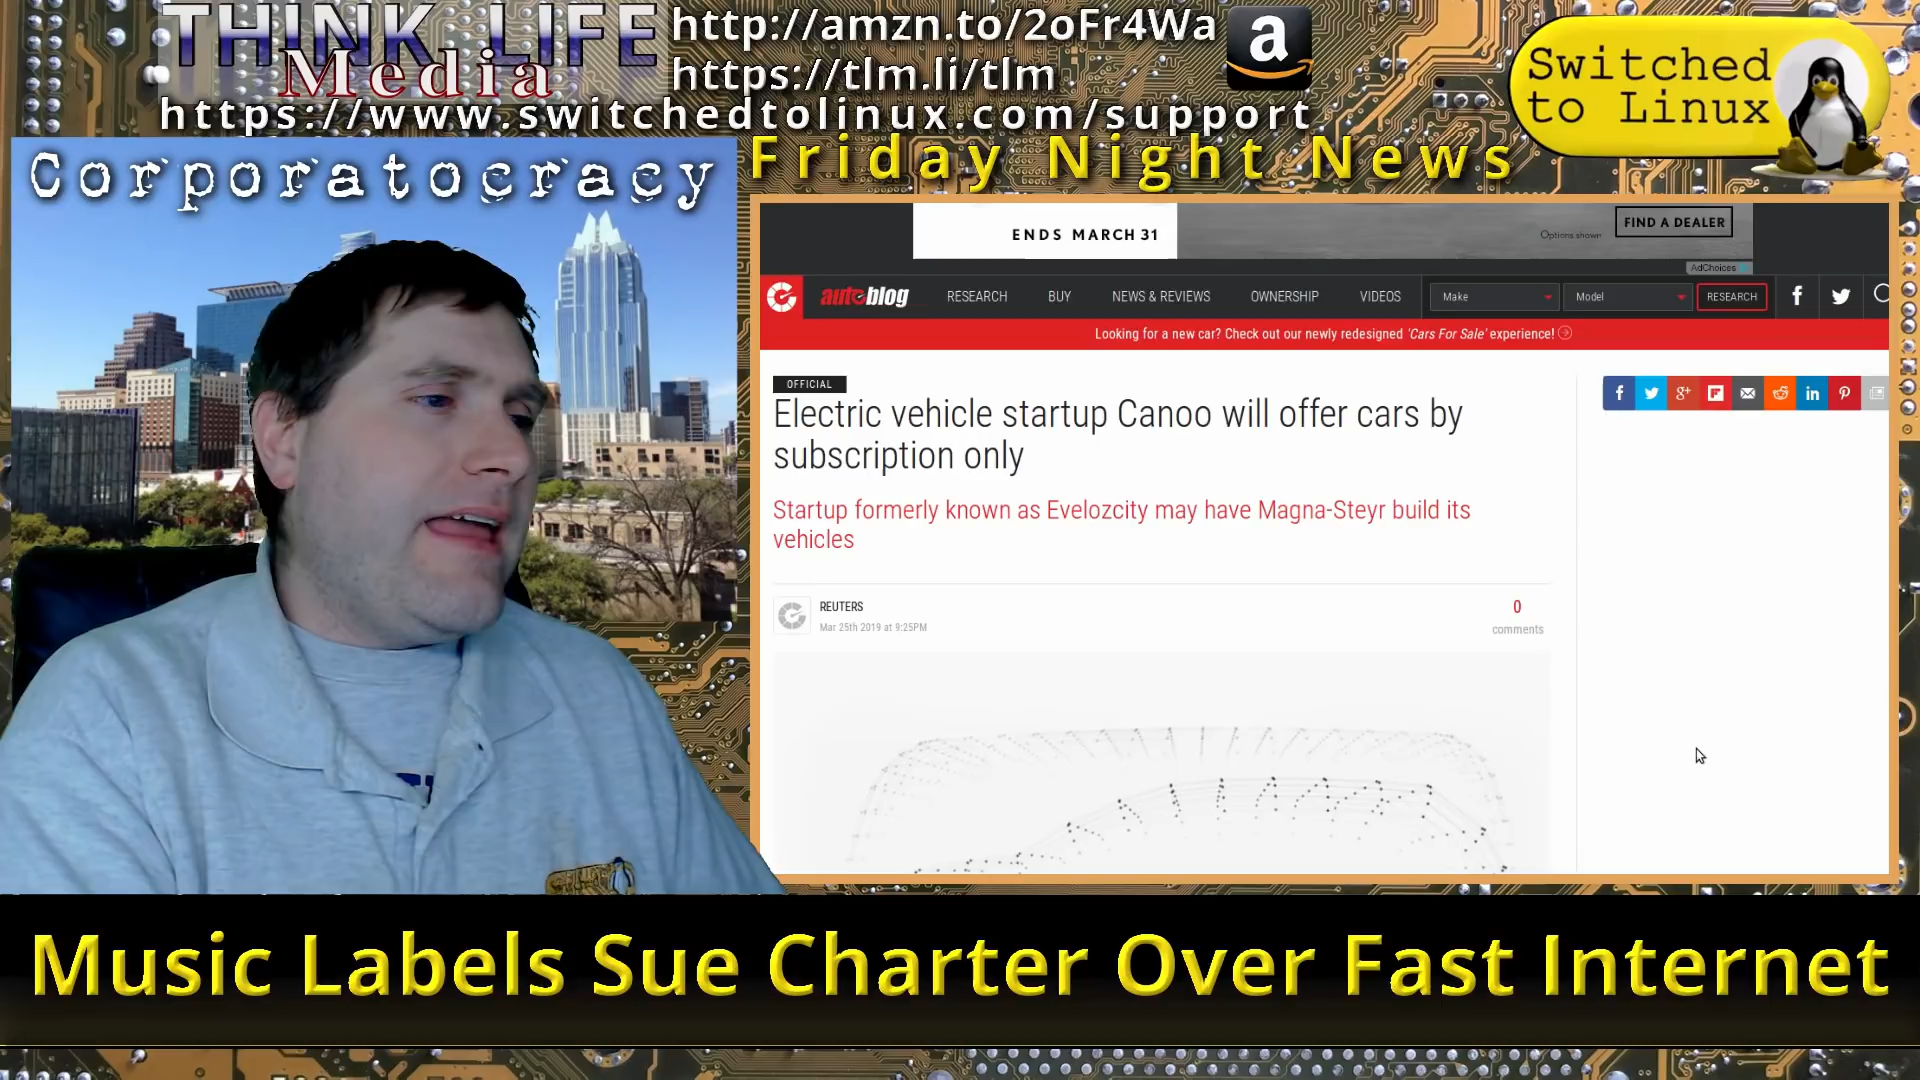 THINK LIFE
Media
http://amzn.to/2oFr4Wa
a
https://tlm.li/tlm
https://www.switchedtolinux.com/support
Switched
to Linux
Corporatocracy
Friday Night News
ENDS MARCH 31
Options shown
FIND A DEALER
AdChoices
autoblog
RESEARCH
BUY
NEWS & REVIEWS
OWNERSHIP
VIDEOS
Make
Model
RESEARCH
Looking for a new car? Check out our newly redesigned 'Cars For Sale' experience!
OFFICIAL
Electric vehicle startup Canoo will offer cars by
subscription only
Startup formerly known as Evelozcity may have Magna-Steyr build its
vehicles
REUTERS
Mar 25th 2019 at 9:25PM
0
comments
Music Labels Sue Charter Over Fast Internet